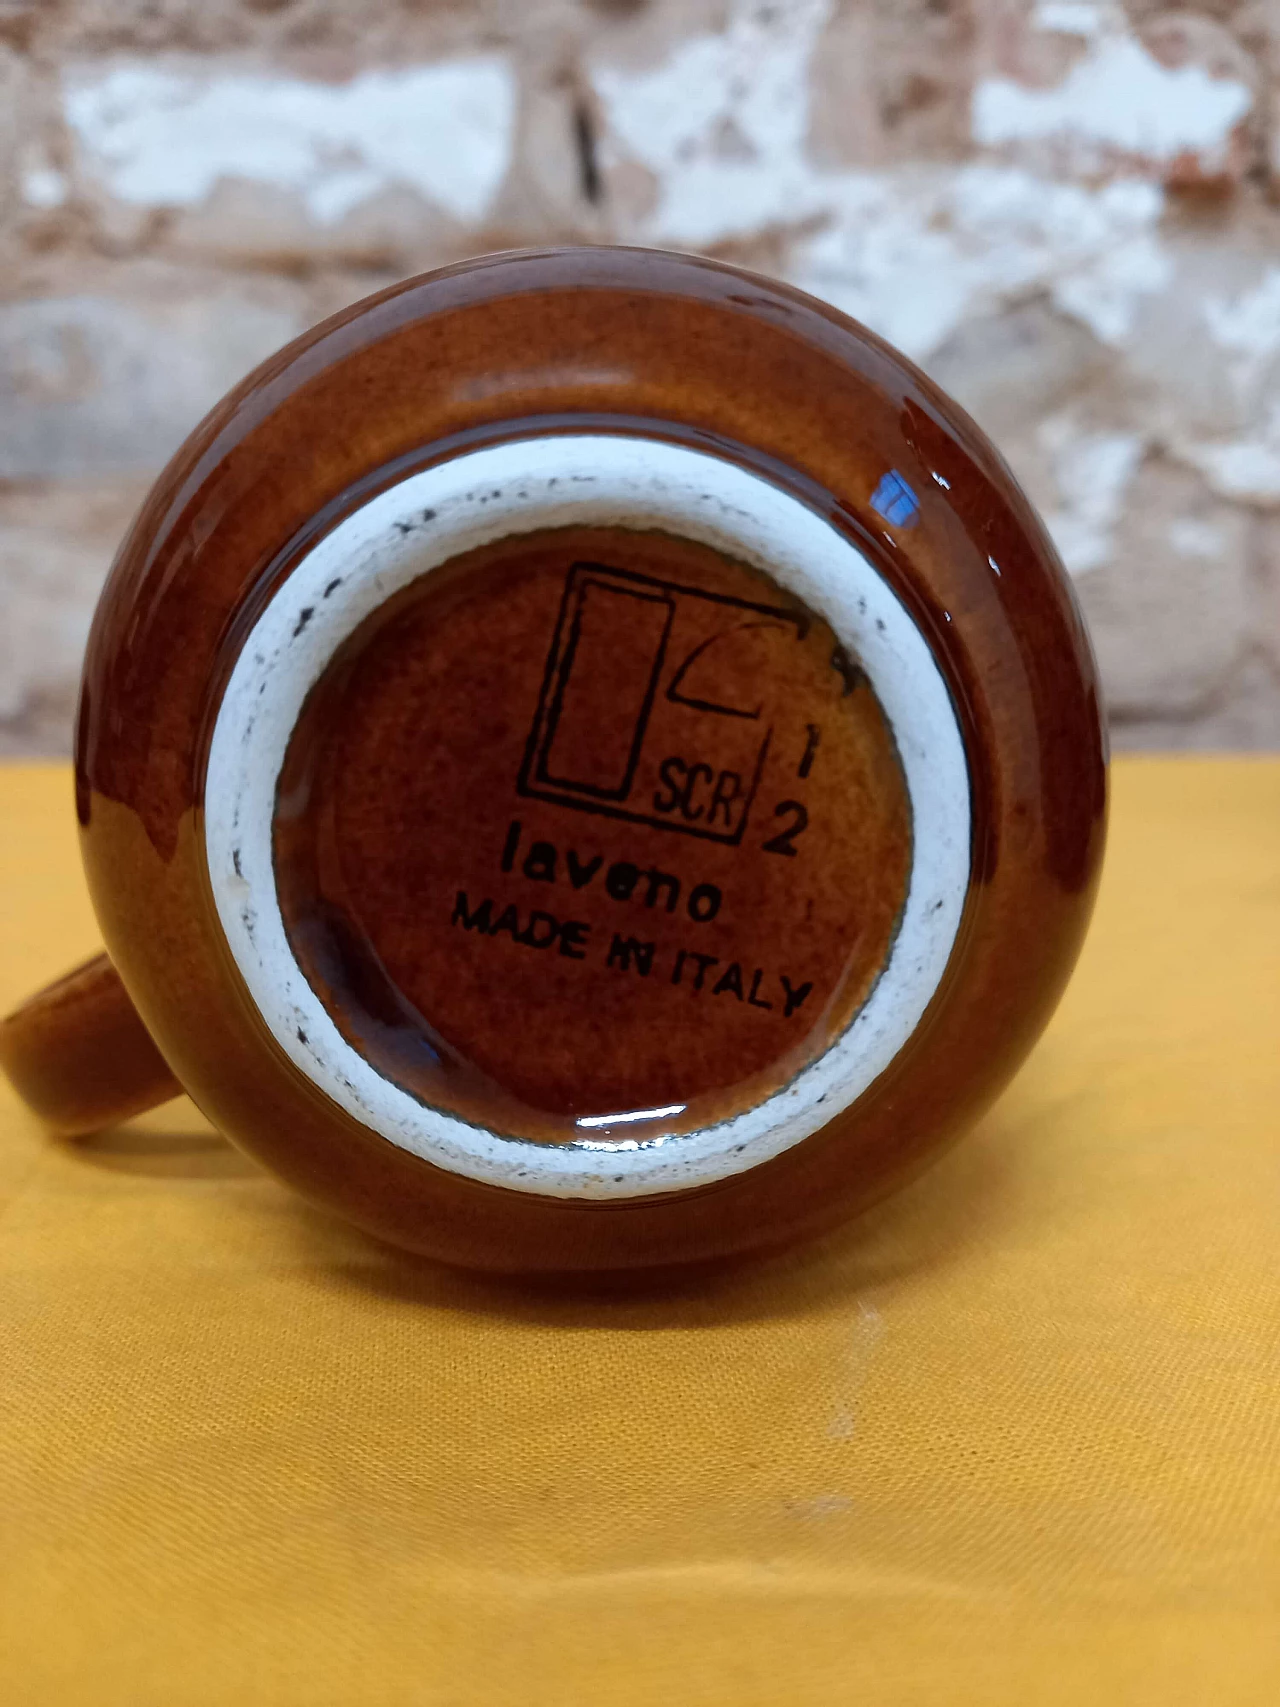 1
SCR 2
laveno
MADE IN ITALY